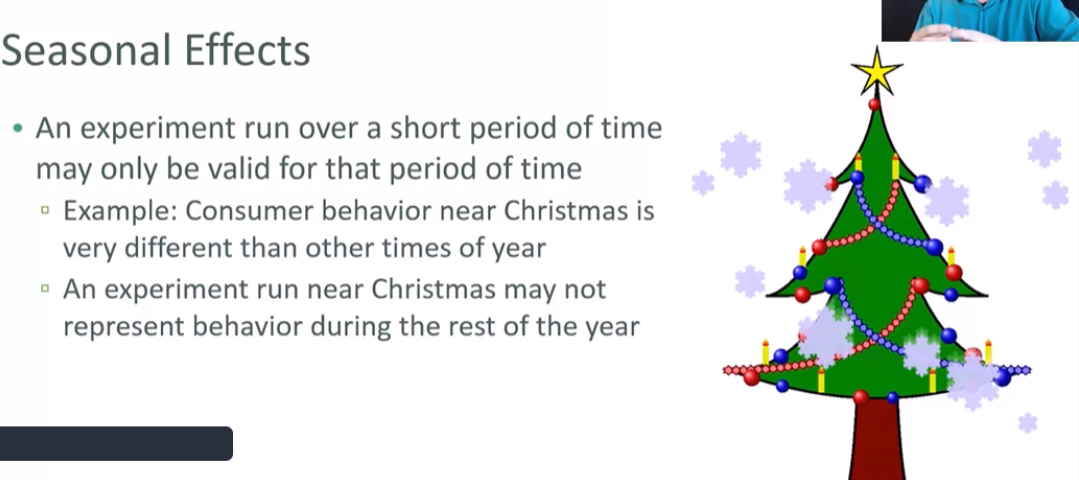 Seasonal Effects
• An experiment run over a short period of time
may only be valid for that period of time
▫ Example: Consumer behavior near Christmas is
very different than other times of year
▫ An experiment run near Christmas may not
represent behavior during the rest of the year